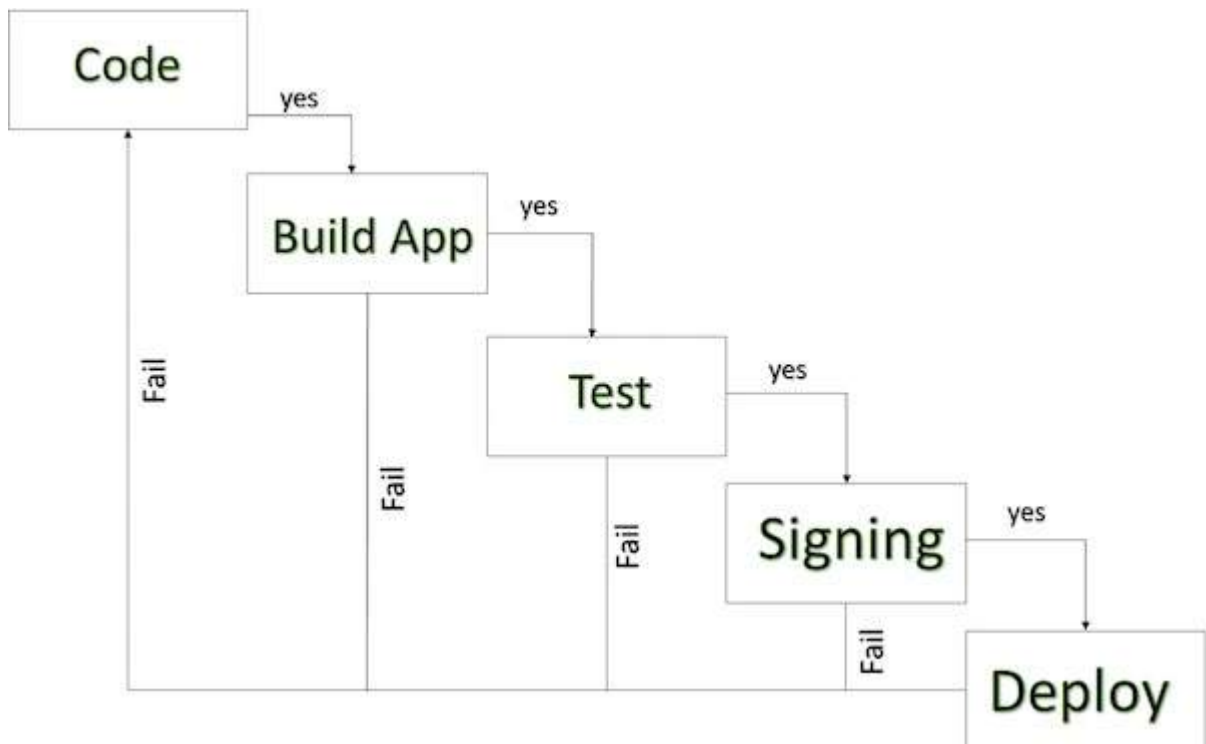 Code
yes
Build App
yes
Fail
Test
yes
Fail
Signing
yes
Fail
Fail
Deploy